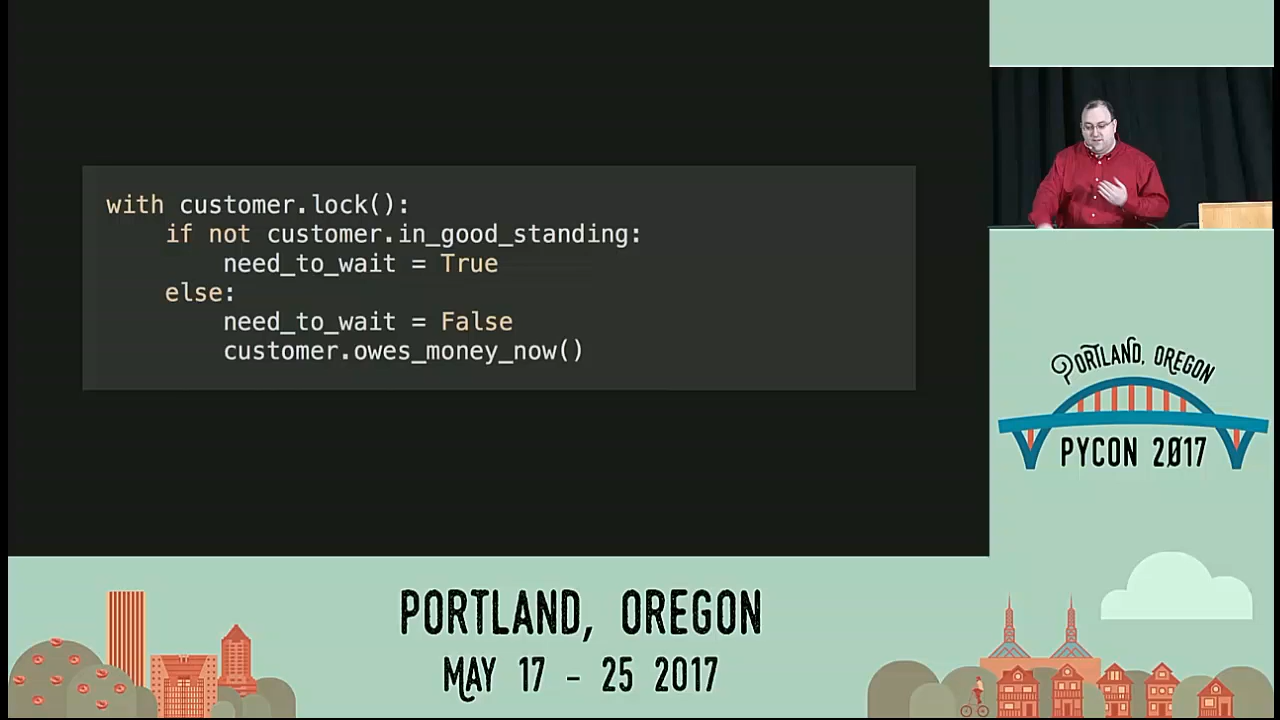 with customer.lock():
    if not customer.in_good_standing:
        need_to_wait = True
    else:
        need_to_wait = False
        customer.owes_money_now()
PORTLAND, OREGON
PYCON 2017
PORTLAND, OREGON
MAY 17 - 25 2017